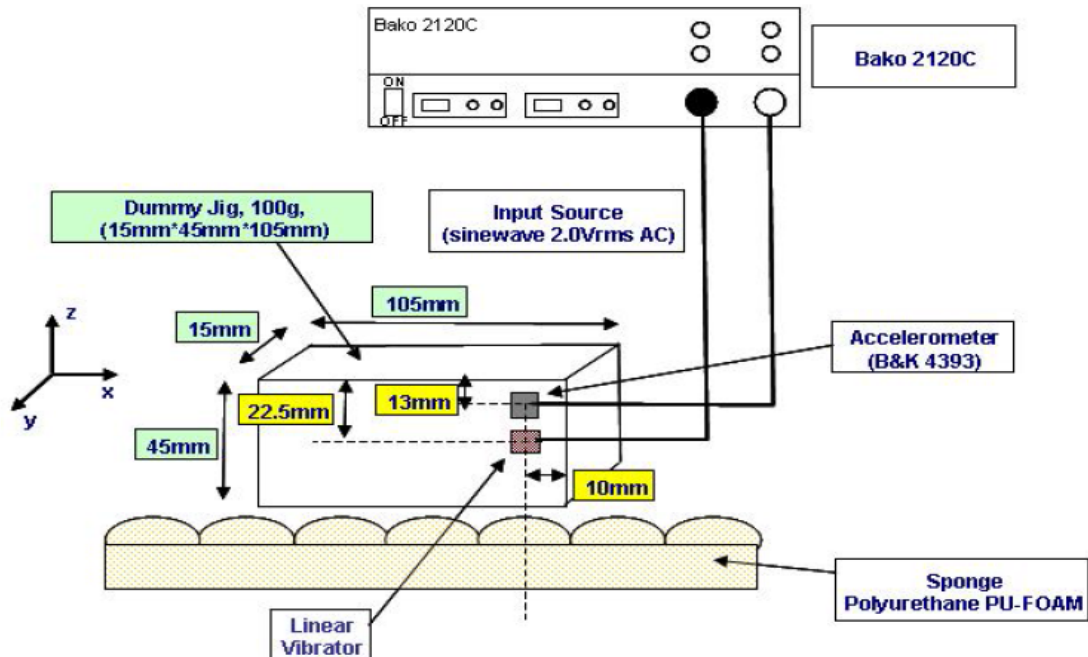 Bako 2120C
Bako 2120C
ON
OFF
Dummy Jig, 100g,
(15mm*45mm*105mm)
Input Source
(sinewave 2.0Vrms AC)
105mm
15mm
z
x
y
Accelerometer
(B&K 4393)
13mm
22.5mm
45mm
10mm
Sponge
Polyurethane PU-FOAM
Linear
Vibrator